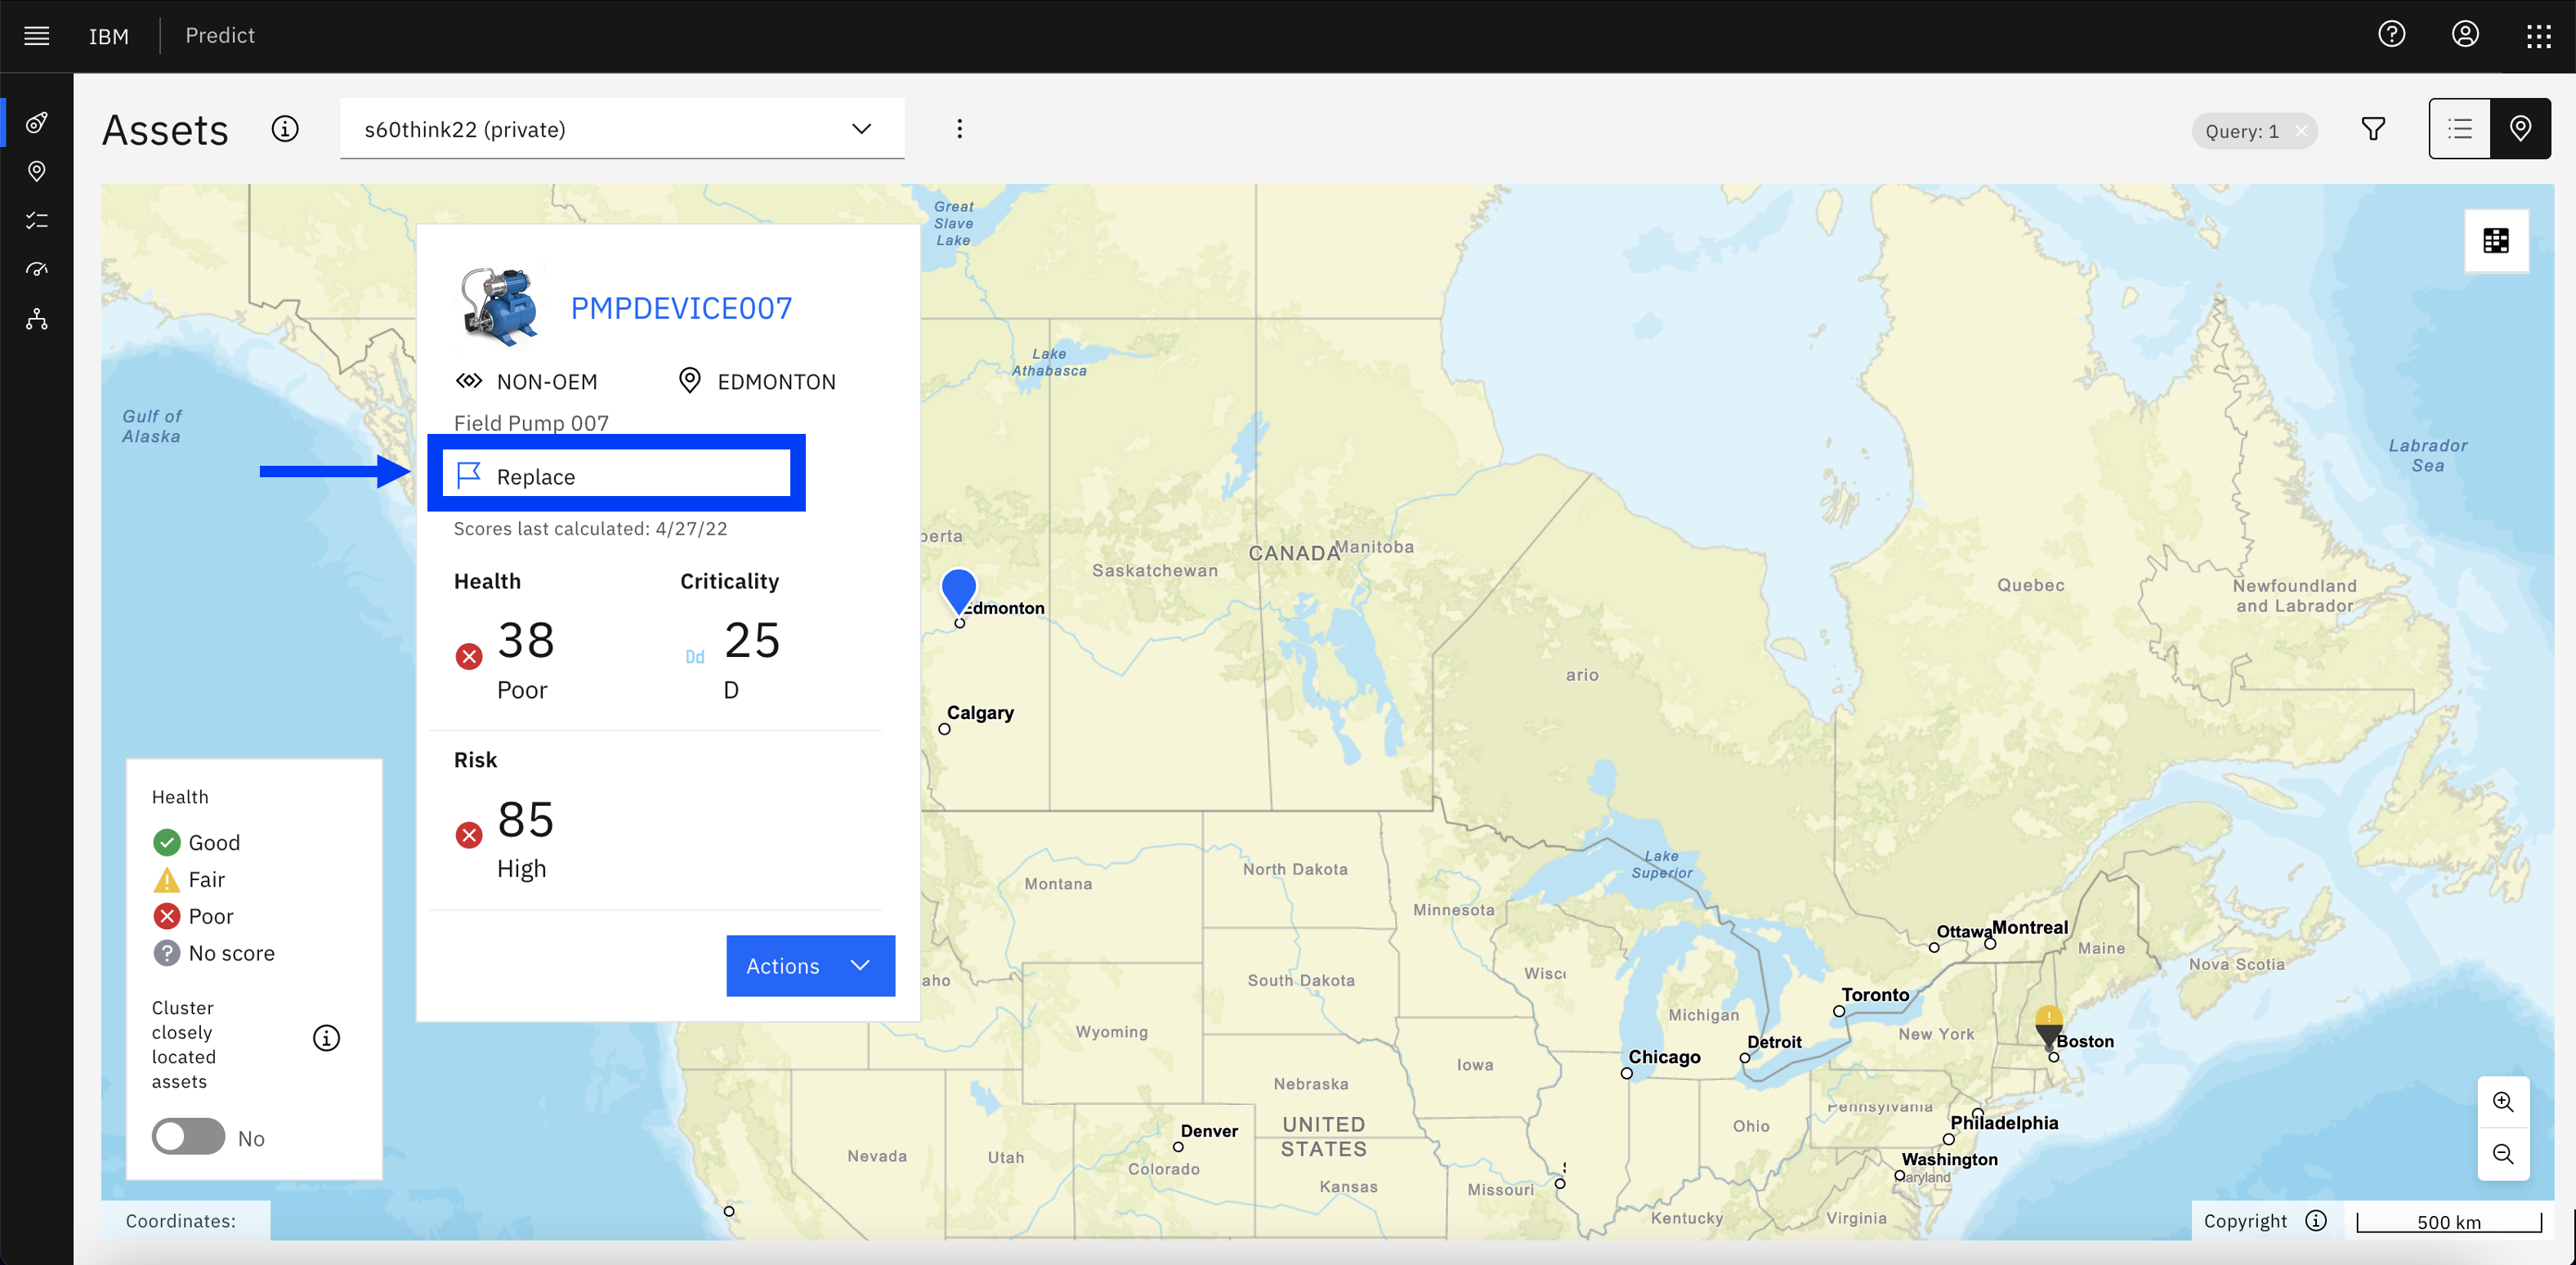 IBM
Predict
Assets
s60think22 (private)
Query: 1
PMPDEVICE007
NON-OEM
EDMONTON
Field Pump 007
Replace
Scores last calculated: 4/27/22
Health
Criticality
38
Dd
25
Poor
D
Risk
85
High
Actions
Health
Good
Fair
Poor
No score
Cluster
closely
located
assets
No
Coordinates:
Great
Slave
Lake
Lake
Athabasca
Gulf of
Alaska
Labrador
Sea
berta
CANADA
Manitoba
Saskatchewan
Edmonton
Quebec
Newfoundland
and Labrador
ario
Calgary
Lake
Superior
North Dakota
Montana
Minnesota
Ottawa
Montreal
Maine
Nova Scotia
aho
South Dakota
Wisc
Toronto
Michigan
New York
Wyoming
Detroit
Boston
Chicago
Iowa
Nebraska
Pennsylvania
Philadelphia
UNITED
STATES
Ohio
Denver
Nevada
Utah
Colorado
Washington
aryland
Kansas
Missouri
Kentucky
Virginia
Copyright
500 km